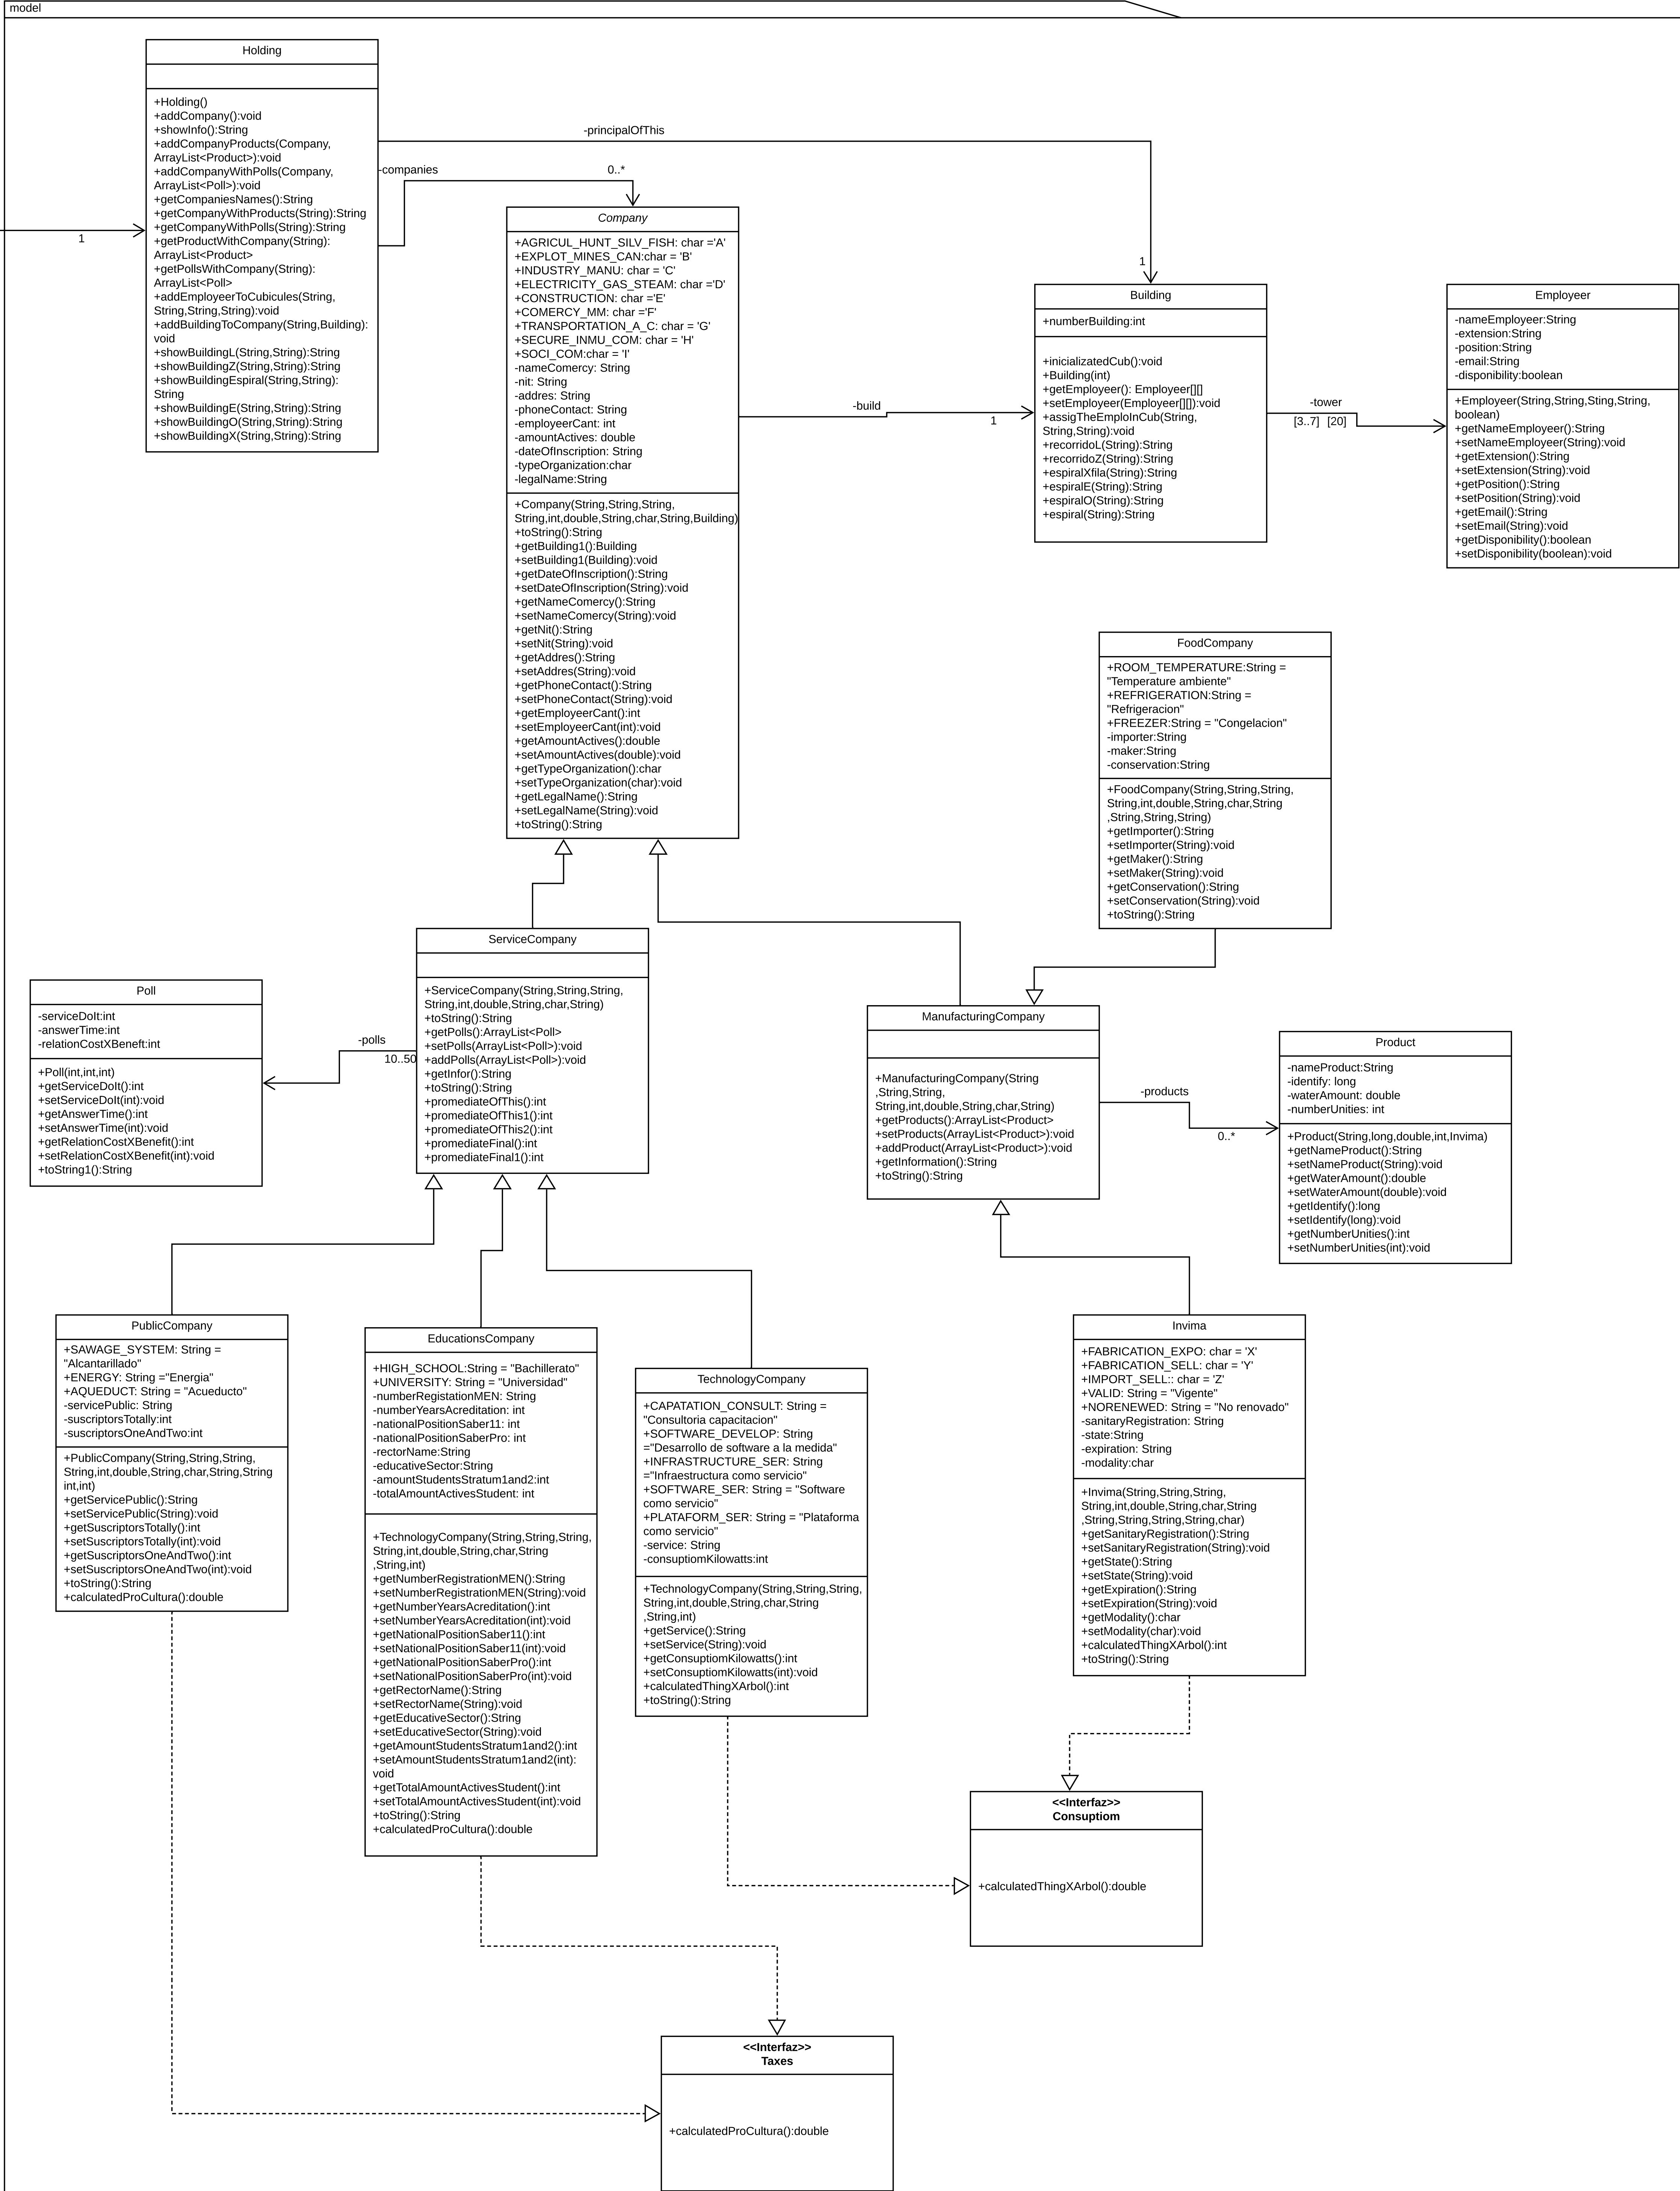 model
Holding
+Holding()
+addCompany():void
+showInfo():String
+addCompanyProducts(Company,
ArrayList<Product>):void
+addCompanyWithPolls(Company,
ArrayList<Poll>):void
+getCompaniesNames():String
+getCompanyWithProducts(String):String
+getCompanyWithPolls(String):String
+getProductWithCompany(String):
ArrayList<Product>
+getPollsWithCompany(String):
ArrayList<Poll>
+addEmployeerToCubicules(String,
String,String,String):void
+addBuildingToCompany(String,Building):
void
+showBuildingL(String,String):String
+showBuildingZ(String,String):String
+showBuildingEspiral(String,String):
String
+showBuildingE(String,String):String
+showBuildingO(String,String):String
+showBuildingX(String,String):String
1
-principalOfThis
1
-companies
0..*
Company
+AGRICUL_HUNT_SILV_FISH: char ='A'
+EXPLOT_MINES_CAN:char = 'B'
+INDUSTRY_MANU: char = 'C'
+ELECTRICITY_GAS_STEAM: char ='D'
+CONSTRUCTION: char ='E'
+COMERCY_MM: char ='F'
+TRANSPORTATION_A_C: char = 'G'
+SECURE_INMU_COM: char = 'H'
+SOCI_COM:char = 'I'
-nameComercy: String
-nit: String
-addres: String
-phoneContact: String
-employeerCant: int
-amountActives: double
-dateOfInscription: String
-typeOrganization:char
-legalName:String
+Company(String,String,String,
String,int,double,String,char,String,Building)
+toString():String
+getBuilding1():Building
+setBuilding1(Building):void
+getDateOfInscription():String
+setDateOfInscription(String):void
+getNameComercy():String
+setNameComercy(String):void
+getNit():String
+setNit(String):void
+getAddres():String
+setAddres(String):void
+getPhoneContact():String
+setPhoneContact(String):void
+getEmployeerCant():int
+setEmployeerCant(int):void
+getAmountActives():double
+setAmountActives(double):void
+getTypeOrganization():char
+setTypeOrganization(char):void
+getLegalName():String
+setLegalName(String):void
+toString():String
-build
1
Building
+numberBuilding:int
+inicializatedCub():void
+Building(int)
+getEmployeer(): Employeer[][]
+setEmployeer(Employeer[][]):void
+assigTheEmploInCub(String,
String,String):void
+recorridoL(String):String
+recorridoZ(String):String
+espiralXfila(String):String
+espiralE(String):String
+espiralO(String):String
+espiral(String):String
-tower
[3..7] [20]
Employeer
-nameEmployeer:String
-extension:String
-position:String
-email:String
-disponibility:boolean
+Employeer(String,String,Sting,String,
boolean)
+getNameEmployeer():String
+setNameEmployeer(String):void
+getExtension():String
+setExtension(String):void
+getPosition():String
+setPosition(String):void
+getEmail():String
+setEmail(String):void
+getDisponibility():boolean
+setDisponibility(boolean):void
FoodCompany
+ROOM_TEMPERATURE:String =
"Temperature ambiente"
+REFRIGERATION:String =
"Refrigeracion"
+FREEZER:String = "Congelacion"
-importer:String
-maker:String
-conservation:String
+FoodCompany(String,String,String,
String,int,double,String,char,String
,String,String,String)
+getImporter():String
+setImporter(String):void
+getMaker():String
+setMaker(String):void
+getConservation():String
+setConservation(String):void
+toString():String
ServiceCompany
+ServiceCompany(String,String,String,
String,int,double,String,char,String)
+toString():String
+getPolls():ArrayList<Poll>
+setPolls(ArrayList<Poll>):void
+addPolls(ArrayList<Poll>):void
+getInfor():String
+toString():String
+promediateOfThis():int
+promediateOfThis1():int
+promediateOfThis2():int
+promediateFinal():int
+promediateFinal1():int
-polls
10..50
Poll
-serviceDoIt:int
-answerTime:int
-relationCostXBeneft:int
+Poll(int,int,int)
+getServiceDoIt():int
+setServiceDoIt(int):void
+getAnswerTime():int
+setAnswerTime(int):void
+getRelationCostXBenefit():int
+setRelationCostXBenefit(int):void
+toString1():String
ManufacturingCompany
+ManufacturingCompany(String
,String,String,
String,int,double,String,char,String)
+getProducts():ArrayList<Product>
+setProducts(ArrayList<Product>):void
+addProduct(ArrayList<Product>):void
+getInformation():String
+toString():String
-products
0..*
Product
-nameProduct:String
-identify: long
-waterAmount: double
-numberUnities: int
+Product(String,long,double,int,Invima)
+getNameProduct():String
+setNameProduct(String):void
+getWaterAmount():double
+setWaterAmount(double):void
+getIdentify():long
+setIdentify(long):void
+getNumberUnities():int
+setNumberUnities(int):void
PublicCompany
+SAWAGE_SYSTEM: String =
"Alcantarillado"
+ENERGY: String ="Energia"
+AQUEDUCT: String = "Acueducto"
-servicePublic: String
-suscriptorsTotally:int
-suscriptorsOneAndTwo:int
+PublicCompany(String,String,String,
String,int,double,String,char,String,String
int,int)
+getServicePublic():String
+setServicePublic(String):void
+getSuscriptorsTotally():int
+setSuscriptorsTotally(int):void
+getSuscriptorsOneAndTwo():int
+setSuscriptorsOneAndTwo(int):void
+toString():String
+calculatedProCultura():double
EducationsCompany
+HIGH_SCHOOL:String = "Bachillerato"
+UNIVERSITY: String = "Universidad"
-numberRegistationMEN: String
-numberYearsAcreditation: int
-nationalPositionSaber11: int
-nationalPositionSaberPro: int
-rectorName:String
-educativeSector:String
-amountStudentsStratum1and2:int
-totalAmountActivesStudent: int
+TechnologyCompany(String,String,String,
String,int,double,String,char,String
,String,int)
+getNumberRegistrationMEN():String
+setNumberRegistrationMEN(String):void
+getNumberYearsAcreditation():int
+setNumberYearsAcreditation(int):void
+getNationalPositionSaber11():int
+setNationalPositionSaber11(int):void
+getNationalPositionSaberPro():int
+setNationalPositionSaberPro(int):void
+getRectorName():String
+setRectorName(String):void
+getEducativeSector():String
+setEducativeSector(String):void
+getAmountStudentsStratum1and2():int
+setAmountStudentsStratum1and2(int):
void
+getTotalAmountActivesStudent():int
+setTotalAmountActivesStudent(int):void
+toString():String
+calculatedProCultura():double
TechnologyCompany
+CAPATATION_CONSULT: String =
"Consultoria capacitacion"
+SOFTWARE_DEVELOP: String
="Desarrollo de software a la medida"
+INFRASTRUCTURE_SER: String
="Infraestructura como servicio"
+SOFTWARE_SER: String = "Software
como servicio"
+PLATAFORM_SER: String = "Plataforma
como servicio"
-service: String
-consuptiomKilowatts:int
+TechnologyCompany(String,String,String,
String,int,double,String,char,String
,String,int)
+getService():String
+setService(String):void
+getConsuptiomKilowatts():int
+setConsuptiomKilowatts(int):void
+calculatedThingXArbol():int
+toString():String
Invima
+FABRICATION_EXPO: char = 'X'
+FABRICATION_SELL: char = 'Y'
+IMPORT_SELL:: char = 'Z'
+VALID: String = "Vigente"
+NORENEWED: String = "No renovado"
-sanitaryRegistration: String
-state:String
-expiration: String
-modality:char
+Invima(String,String,String,
String,int,double,String,char,String
,String,String,String,String,char)
+getSanitaryRegistration():String
+setSanitaryRegistration(String):void
+getState():String
+setState(String):void
+getExpiration():String
+setExpiration(String):void
+getModality():char
+setModality(char):void
+calculatedThingXArbol():int
+toString():String
<<Interfaz>>
Consuptiom
+calculatedThingXArbol():double
<<Interfaz>>
Taxes
+calculatedProCultura():double